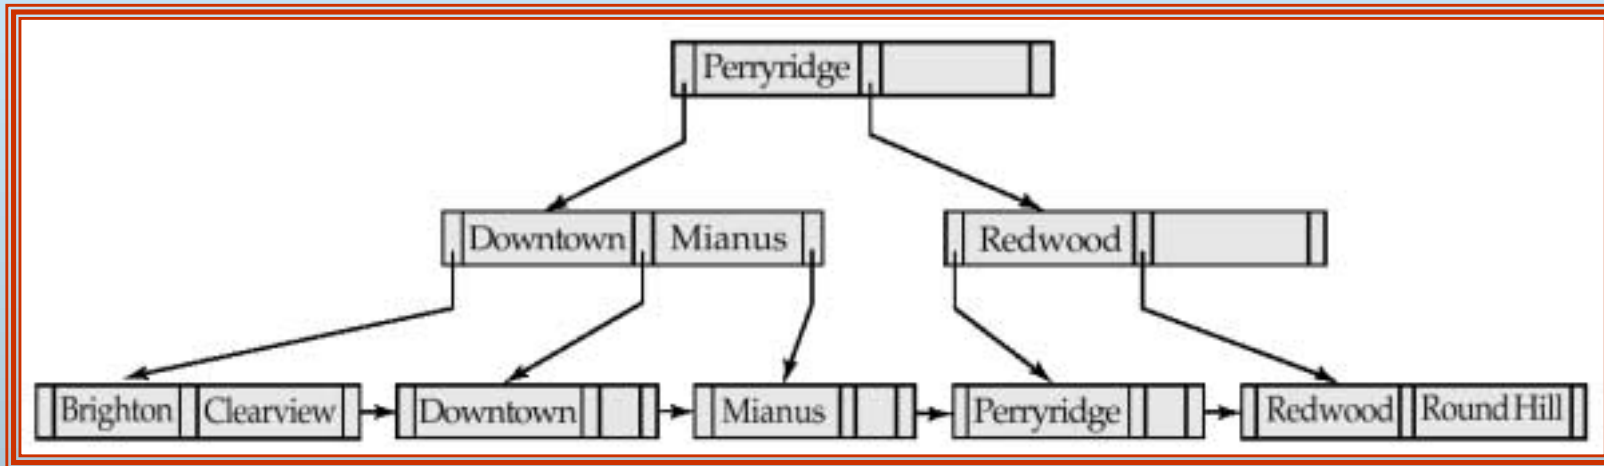 Perryridge
Downtown Mianus Redwood
Brighton Clearview Downtown Mianus Perryridge Redwood Round Hill